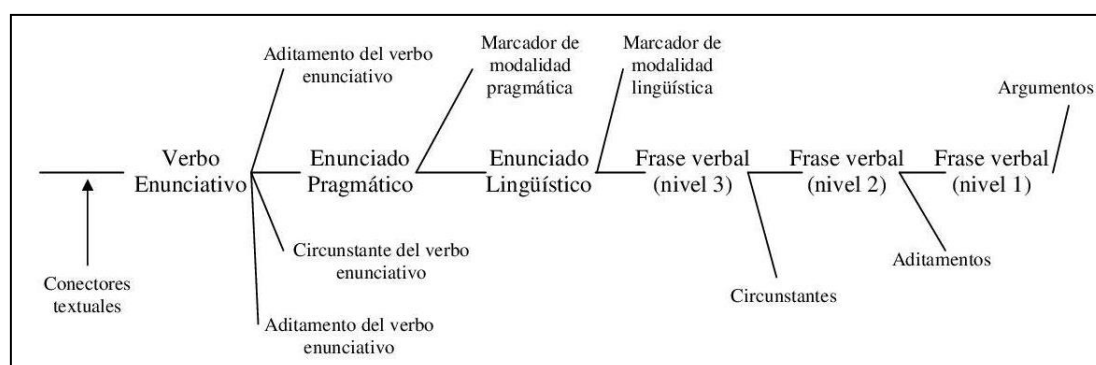 Aditamento del verbo
enunciativo
Marcador de
modalidad
pragmática
Marcador de
modalidad
lingüística
Argumentos
Verbo
Enunciativo
Enunciado
Pragmático
Enunciado
Lingüístico
Frase verbal
(nivel 3)
Frase verbal
(nivel 2)
Frase verbal
(nivel 1)
Conectores
textuales
Circunstante del verbo
enunciativo
Aditamento del verbo
enunciativo
Circunstantes
Aditamentos